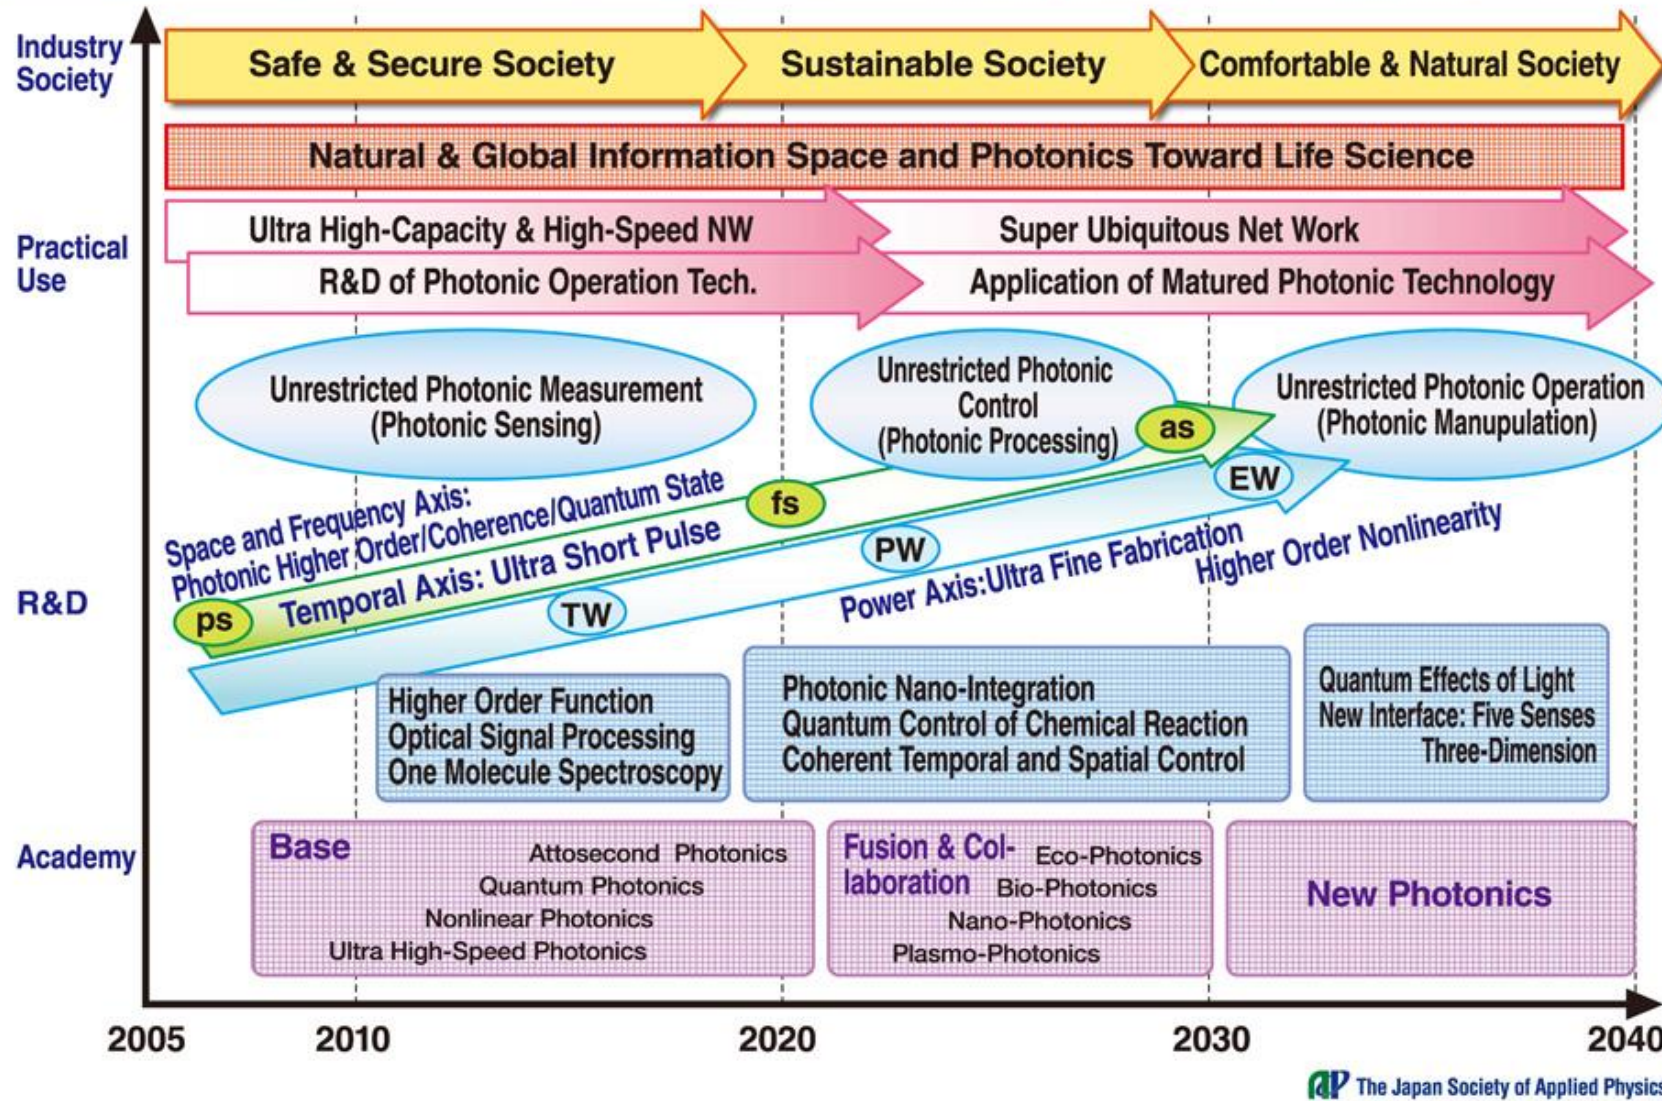 Industry
Society
Safe & Secure Society
Sustainable Society
Comfortable & Natural Society
Natural & Global Information Space and Photonics Toward Life Science
Practical
Use
Ultra High-Capacity & High-Speed NW
Super Ubiquitous Net Work
R&D of Photonic Operation Tech.
Application of Matured Photonic Technology
Unrestricted Photonic Measurement
(Photonic Sensing)
Unrestricted Photonic
Control
(Photonic Processing)
Unrestricted Photonic Operation
(Photonic Manupulation)
as
EW
fs
PW
TW
ps
Space and Frequency Axis:
Photonic Higher Order/Coherence/Quantum State
Temporal Axis: Ultra Short Pulse
Power Axis:Ultra Fine Fabrication
Higher Order Nonlinearity
R&D
Higher Order Function
Optical Signal Processing
One Molecule Spectroscopy
Photonic Nano-Integration
Quantum Control of Chemical Reaction
Coherent Temporal and Spatial Control
Quantum Effects of Light
New Interface: Five Senses
Three-Dimension
Academy
Base
Attosecond Photonics
Quantum Photonics
Nonlinear Photonics
Ultra High-Speed Photonics
Fusion & Col-
laboration
Eco-Photonics
Bio-Photonics
Nano-Photonics
Plasmo-Photonics
New Photonics
2005
2010
2020
2030
2040
The Japan Society of Applied Physics